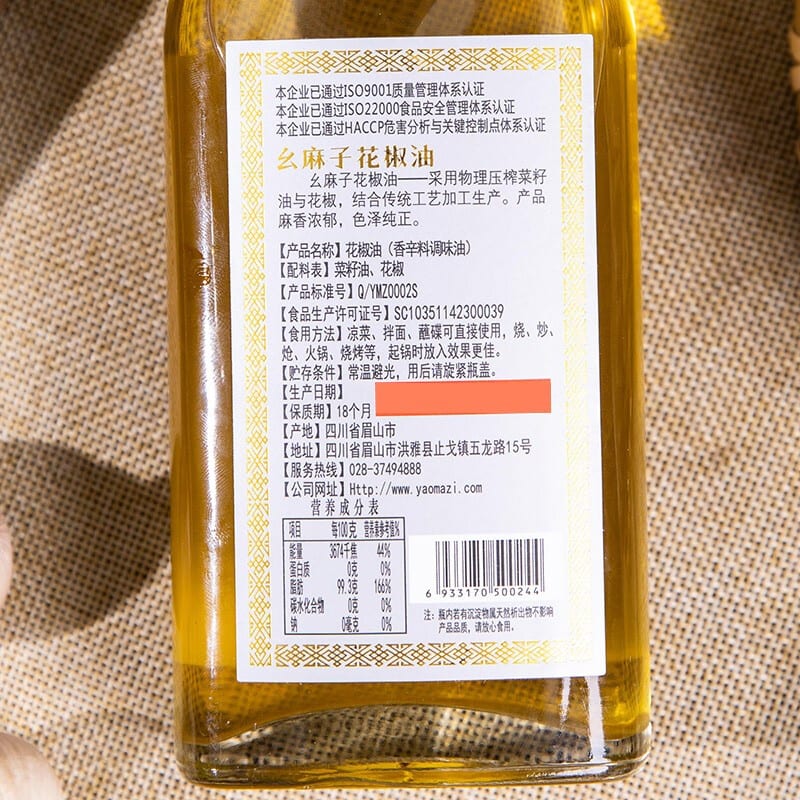 本企业已通过ISO9001质量管理体系认证
本企业已通过ISO22000食品安全管理体系认证
本企业已通过HACCP危害分析与关键控制点体系认证
幺麻子花椒油
幺麻子花椒油——采用物理压榨菜籽
油与花椒，结合传统工艺加工生产。产品
麻香浓郁，色泽纯正。
【产品名称】花椒油（香辛料调味油）
【配料表】菜籽油、花椒
【产品标准号】Q/YMZ0002S
【食品生产许可证号】SC10351142300039
【食用方法】凉菜、拌面、蘸碟可直接使用，烧、炒、
炝、火锅、烧烤等，起锅时放入效果更佳。
【贮存条件】常温避光，用后请旋紧瓶盖。
【生产日期】
【保质期】18个月
【产地】四川省眉山市
【地址】四川省眉山市洪雅县止戈镇五龙路15号
【服务热线】028-37494888
【公司网址】Http://www.yaomazi.com
营养成分表
项目 每100克 营养素参考值%
能量 3674千焦 44%
蛋白质 0克 0%
脂肪 99.3克 166%
碳水化合物 0克 0%
钠 0毫克 0%
6 933170 500244
注：瓶内若有沉淀物属天然析出物不影响
产品品质，请放心食用。